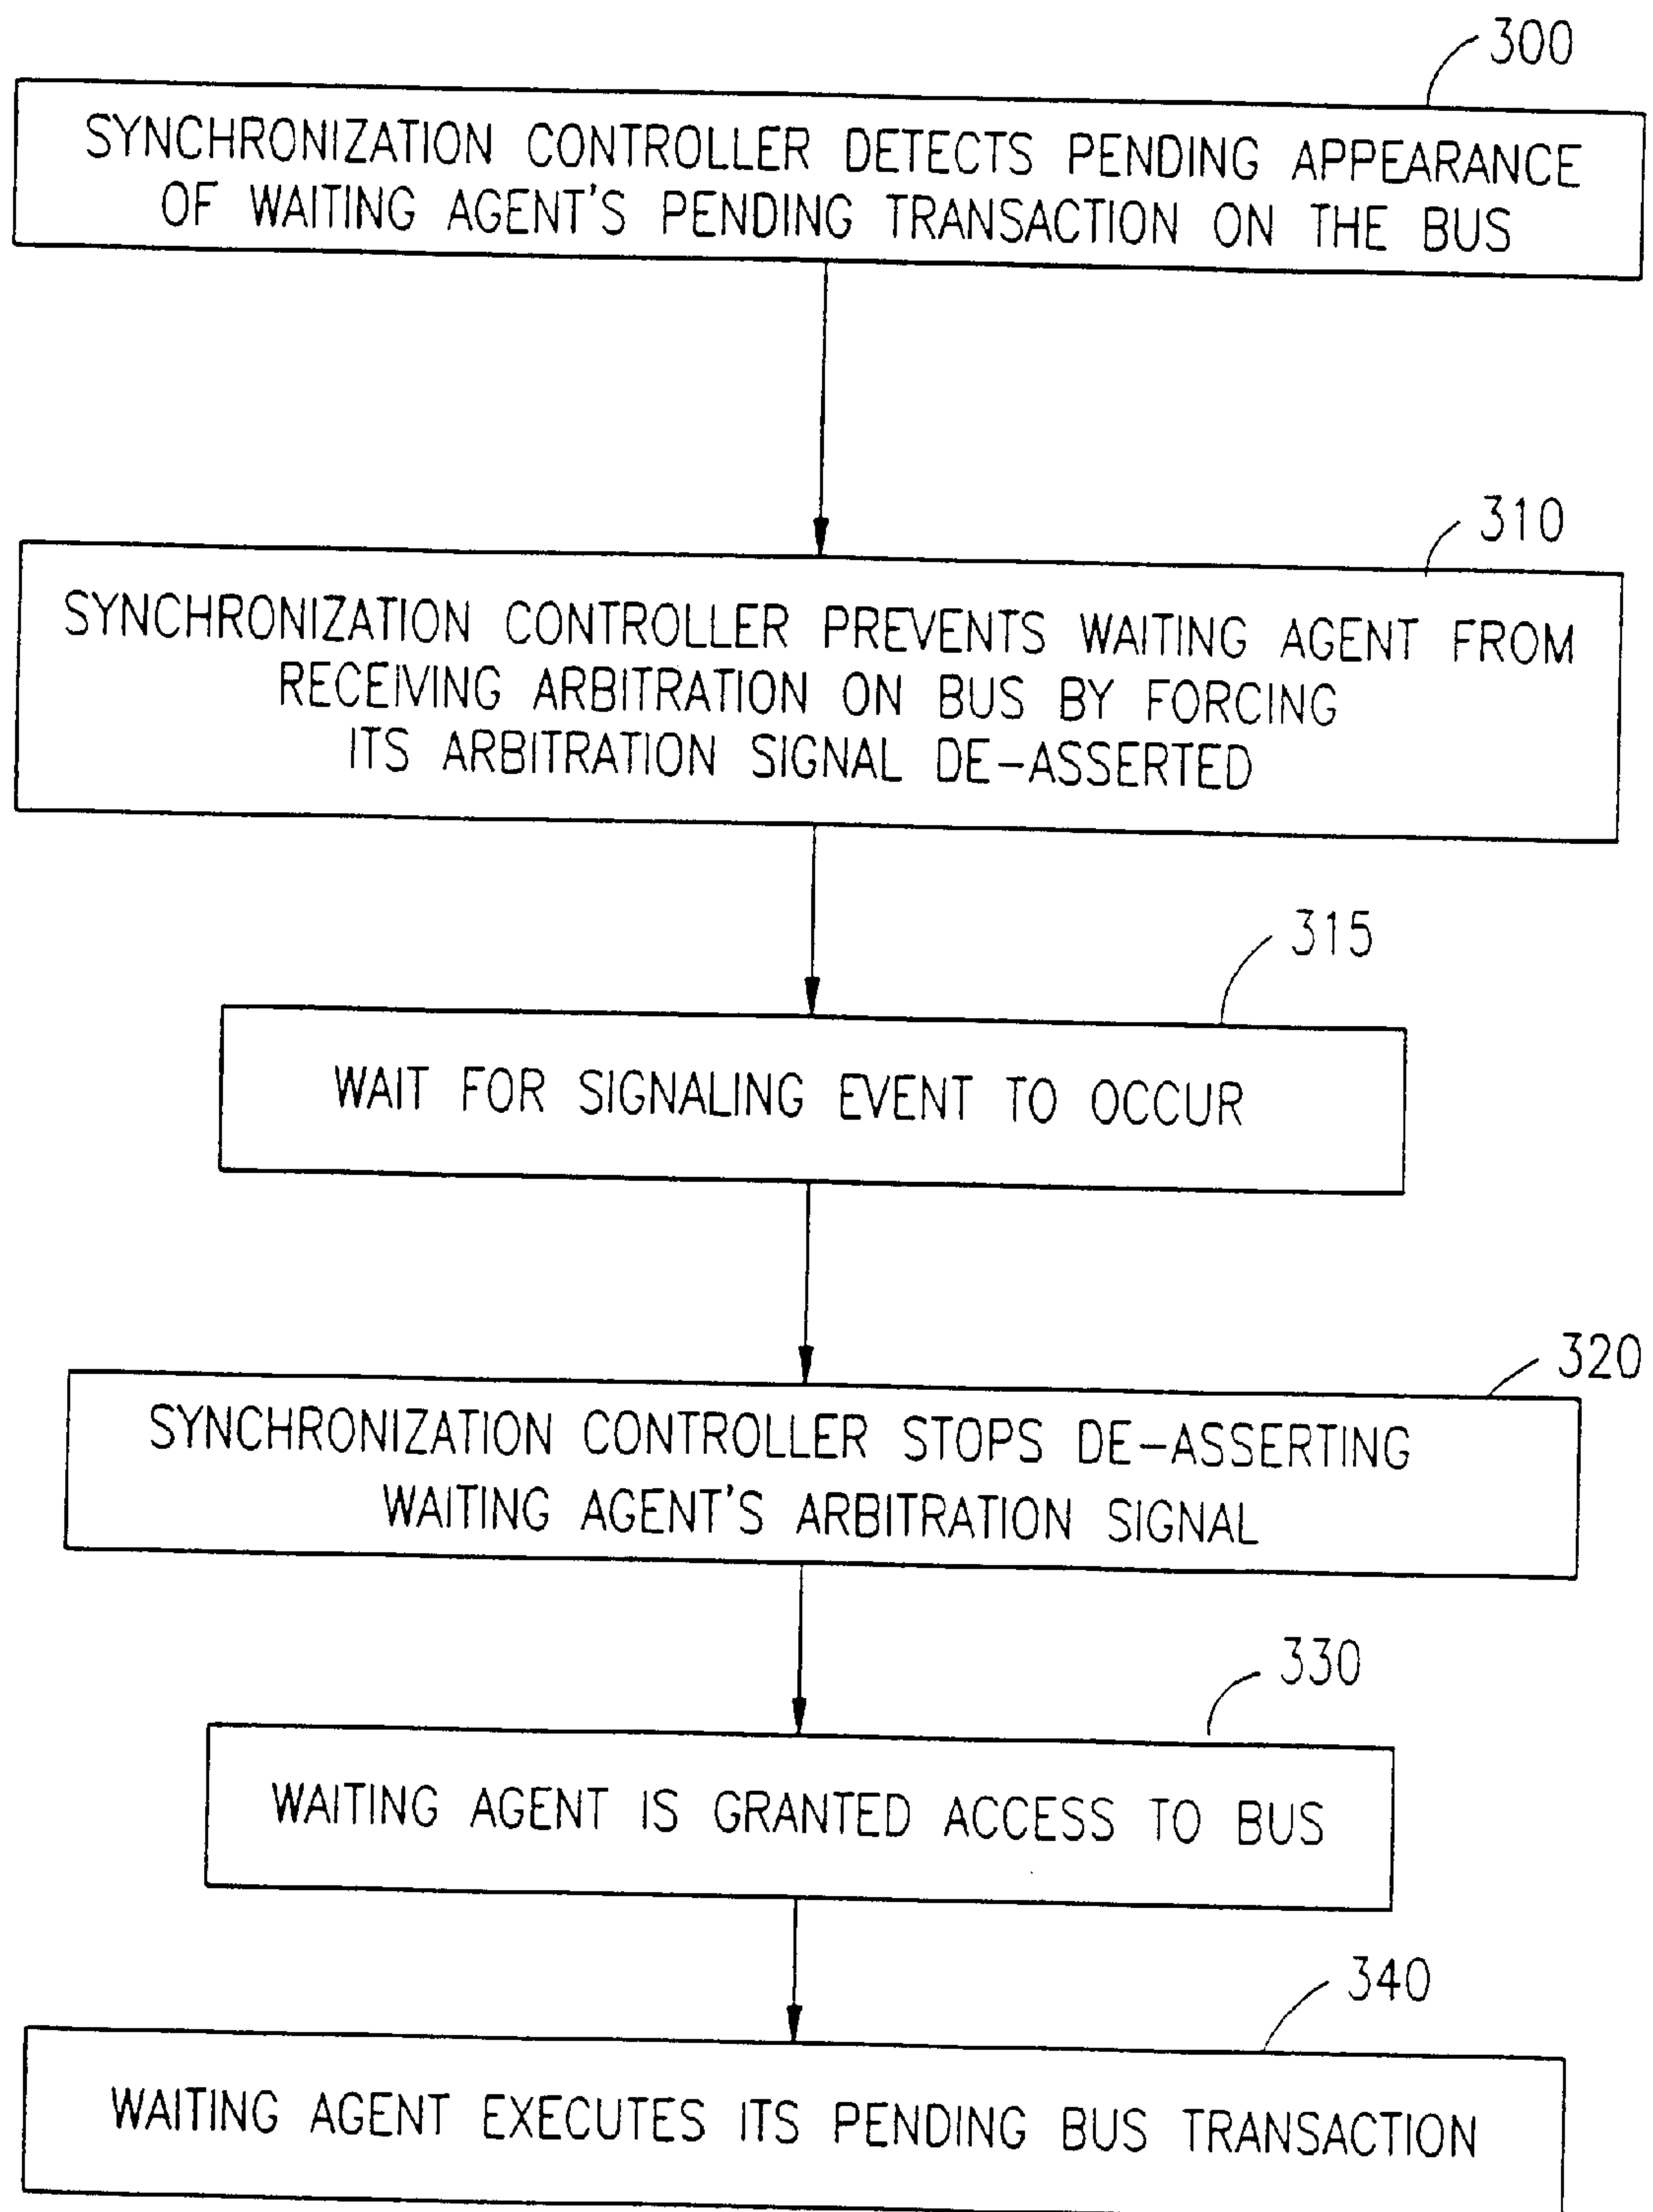 300
SYNCHRONIZATION CONTROLLER DETECTS PENDING APPEARANCE
OF WAITING AGENT'S PENDING TRANSACTION ON THE BUS
310
SYNCHRONIZATION CONTROLLER PREVENTS WAITING AGENT FROM
RECEIVING ARBITRATION ON BUS BY FORCING
ITS ARBITRATION SIGNAL DE-ASSERTED
315
WAIT FOR SIGNALING EVENT TO OCCUR
320
SYNCHRONIZATION CONTROLLER STOPS DE-ASSERTING
WAITING AGENT'S ARBITRATION SIGNAL
330
WAITING AGENT IS GRANTED ACCESS TO BUS
340
WAITING AGENT EXECUTES ITS PENDING BUS TRANSACTION